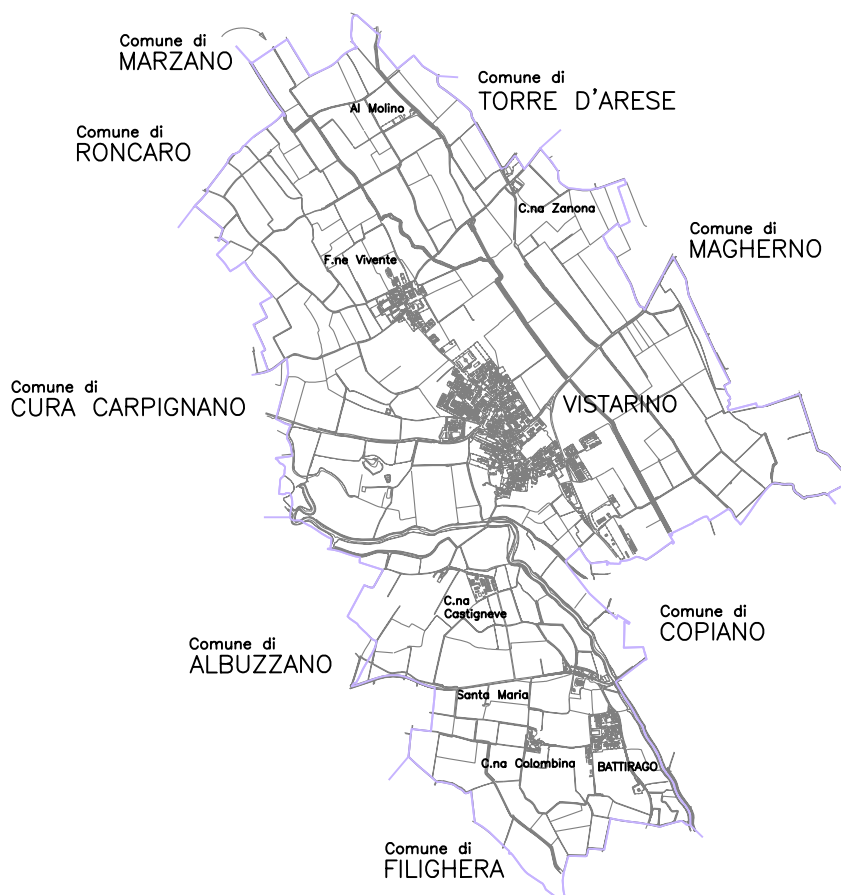 Comune di
MARZANO
Comune di
TORRE D'ARESE
Al Molino
Comune di
RONCARO
C.na Zanona
Comune di
MAGHERNO
F.ne Vivente
Comune di
CURA CARPIGNANO
VISTARINO
C.na
Castigneve
Comune di
COPIANO
Comune di
ALBUZZANO
Santa Maria
C.na Colombina
BATTIRAGO
Comune di
FILIGHERA